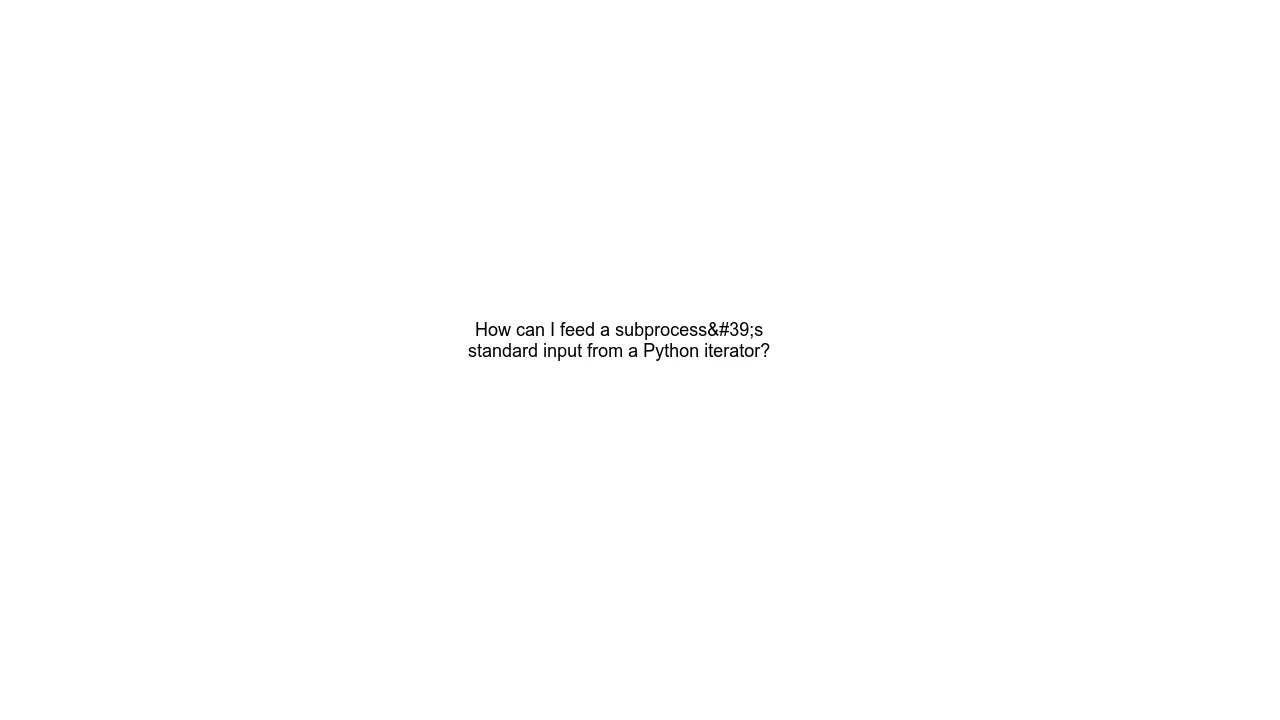 How can I feed a subprocess&#39;s
standard input from a Python iterator?